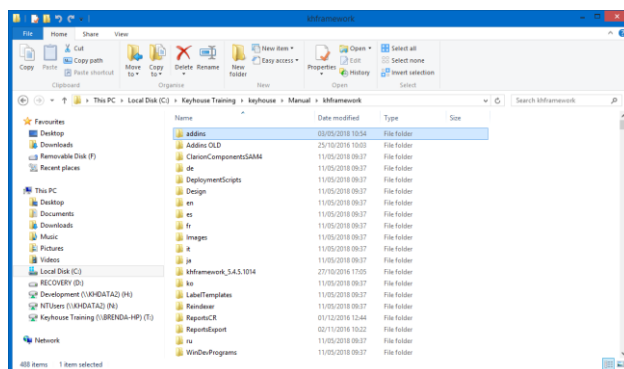 khframework
File Home Share View
Copy Paste Cut Copy path Paste shortcut Move to Copy to Delete Rename New folder New item Easy access Properties Open Edit History Select all Select none Invert selection
Clipboard Organise New Open Select
This PC Local Disk (C:) Keyhouse Training keyhouse Manual khframework Search khframework
Name Date modified Type Size
Favourites
Desktop
Downloads
Removable Disk (F)
Recent places
This PC
Desktop
Documents
Downloads
Music
Pictures
Videos
Local Disk (C:)
RECOVERY (D:)
Development (\\KHDATA2) (H:)
NTUsers (\\KHDATA2) (N:)
Keyhouse Training (\\BRENDA-HP) (T:)
Network
addins 03/05/2018 10:54 File folder
Addins OLD 25/10/2016 10:03 File folder
ClarionComponentsSAM4 11/05/2018 09:37 File folder
de 11/05/2018 09:37 File folder
DeploymentScripts 11/05/2018 09:37 File folder
Design 11/05/2018 09:37 File folder
en 11/05/2018 09:37 File folder
es 11/05/2018 09:37 File folder
fr 11/05/2018 09:37 File folder
Images 11/05/2018 09:37 File folder
it 11/05/2018 09:37 File folder
ja 11/05/2018 09:37 File folder
khframework_5.4.5.1014 27/10/2016 17:05 File folder
ko 11/05/2018 09:37 File folder
LabelTemplates 11/05/2018 09:37 File folder
Reindexer 11/05/2018 09:37 File folder
ReportsCR 01/12/2016 12:44 File folder
ReportsExport 02/11/2016 10:22 File folder
ru 11/05/2018 09:37 File folder
WinDevPrograms 11/05/2018 09:37 File folder
488 items 1 item selected